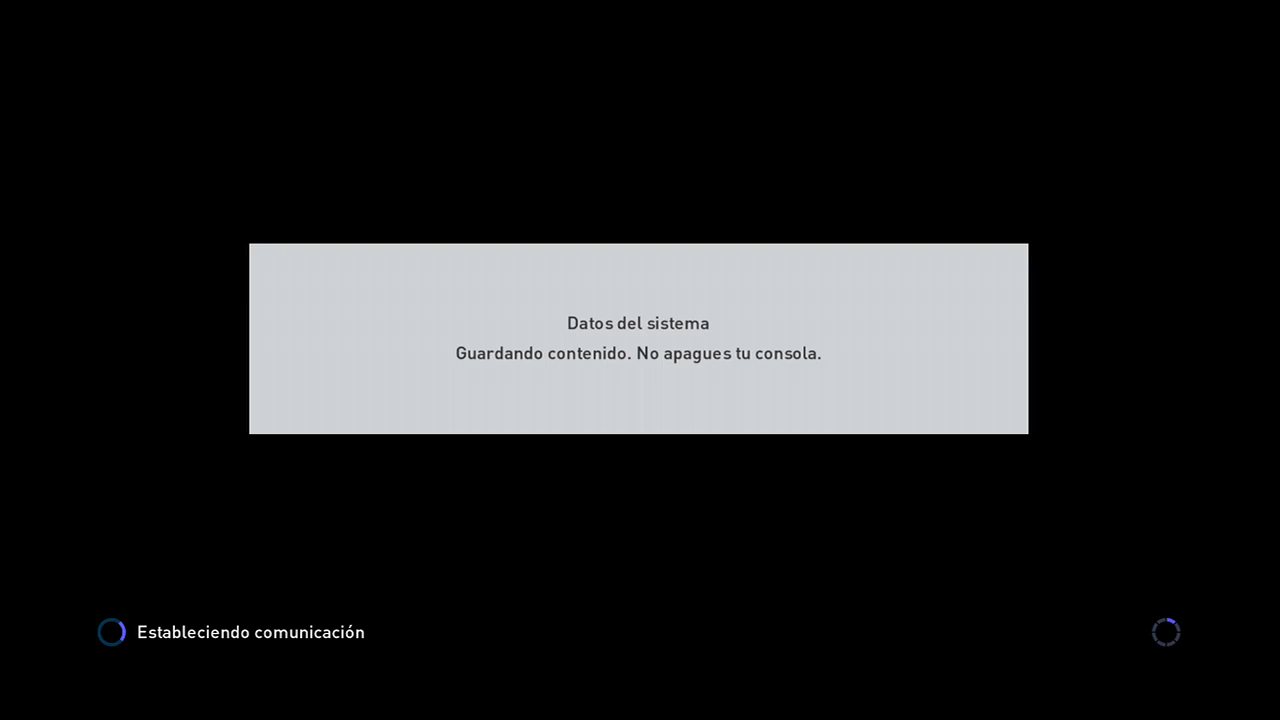 Datos del sistema
Guardando contenido. No apagues tu consola.
Estableciendo comunicación